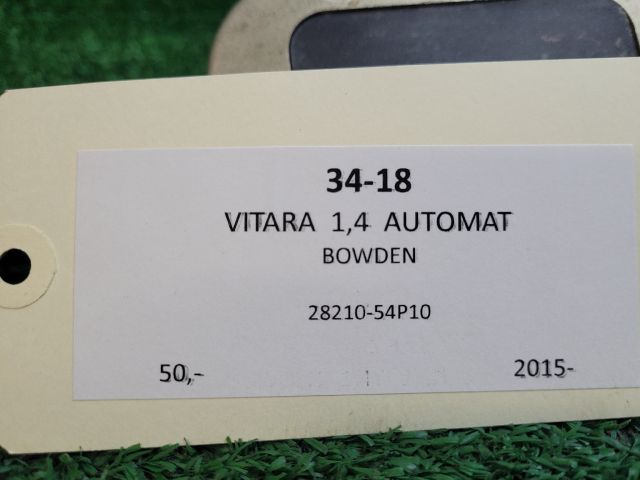 34-18
VITARA 1,4 AUTOMAT
BOWDEN
28210-54P10
50,- 2015-